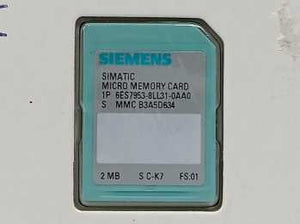 SIEMENS
SIMATIC
MICRO MEMORY CARD
1P 6ES7953-8LL31-0AA0
S MMC B3A5D634
2 MB S C-K7 FS:01